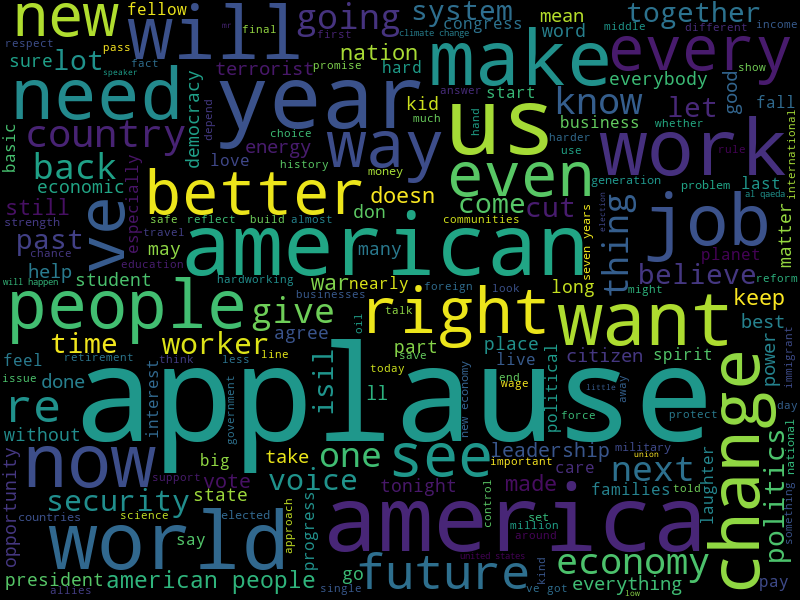 new
will
going
fellow
mr
final
first
system
congress
together
mean
word
middle
different
income
respect
pass
climate change
every
sure
lot
fact
speaker
terrorist
promise
nation
hard
answer
make
everybody
show
need
year
us
kid
much
start
know
let
good
fall
international
basic
country
democracy
depend
choice
energy
history
way
hand
business
harder
use
whether
work
rule
back
economic
especially
love
money
even
generation
problem
last
al qaeda
still
strength
better
doesn
come
cut
job
matter
past
chance
ve
safe
reflect
build
almost
travel
don
communities
election
seven years
thing
planet
will happen
help
student
education
may
american
many
believe
reform
might
people
hardworking
businesses
war
nearly
foreign
look
long
keep
give
oil
talk
right
want
best
time
worker
agree
save
part
place
political
citizen
spirit
power
immigrant
feel
retirement
think
less
line
live
issue
done
interest
government
isil
today
end
wage
new economy
little
away
change
day
re
applause
ll
force
protect
without
now
big
take
one
see
leadership
military
union
national
opportunity
support
vote
voice
important
care
next
told
laughter
politics
something
security
state
tonight
made
families
countries
science
elected
approach
progress
control
set
million
around
world
say
america
united states
economy
president
american people
go
future
kind
everything
pay
allies
single
ve got
low